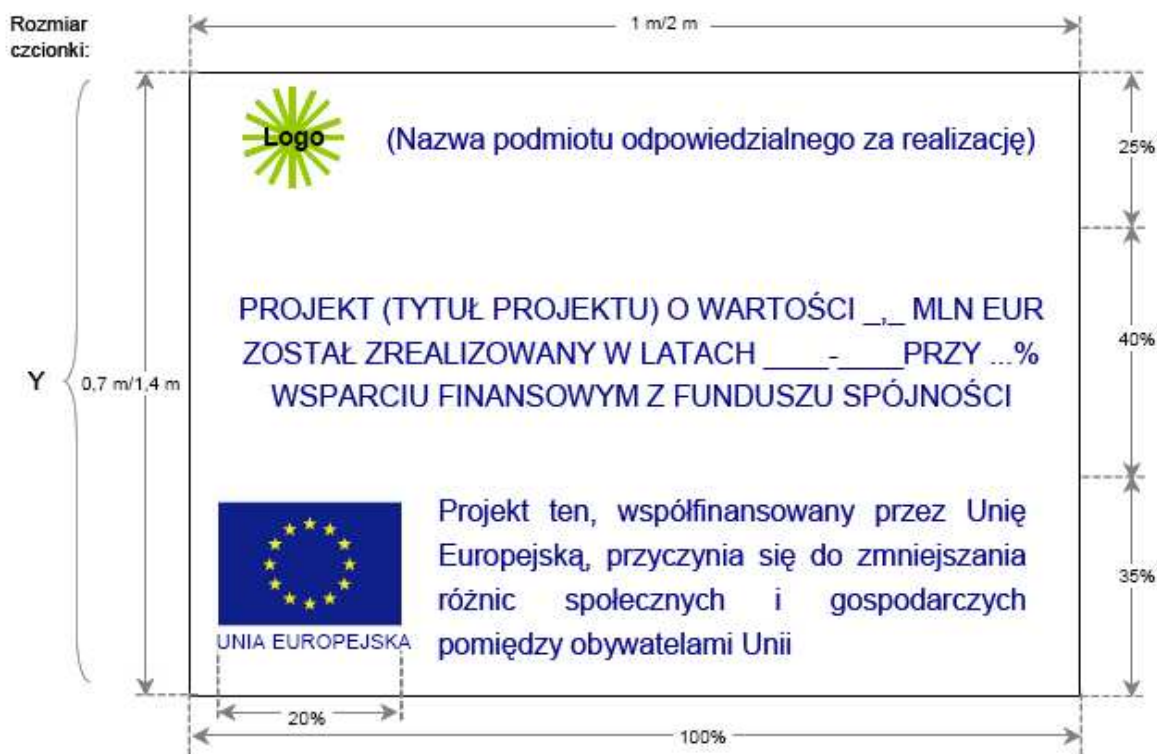 Rozmiar
czcionki:
1 m/2 m
Logo
(Nazwa podmiotu odpowiedzialnego za realizację)
25%
PROJEKT (TYTUŁ PROJEKTU) O WARTOŚCI _,_ MLN EUR
ZOSTAŁ ZREALIZOWANY W LATACH ____-____PRZY ...%
WSPARCIU FINANSOWYM Z FUNDUSZU SPÓJNOŚCI
40%
Y
0,7 m/1,4 m
Projekt ten, współfinansowany przez Unię
Europejską, przyczynia się do zmniejszania
różnic społecznych i gospodarczych
pomiędzy obywatelami Unii
35%
UNIA EUROPEJSKA
20%
100%